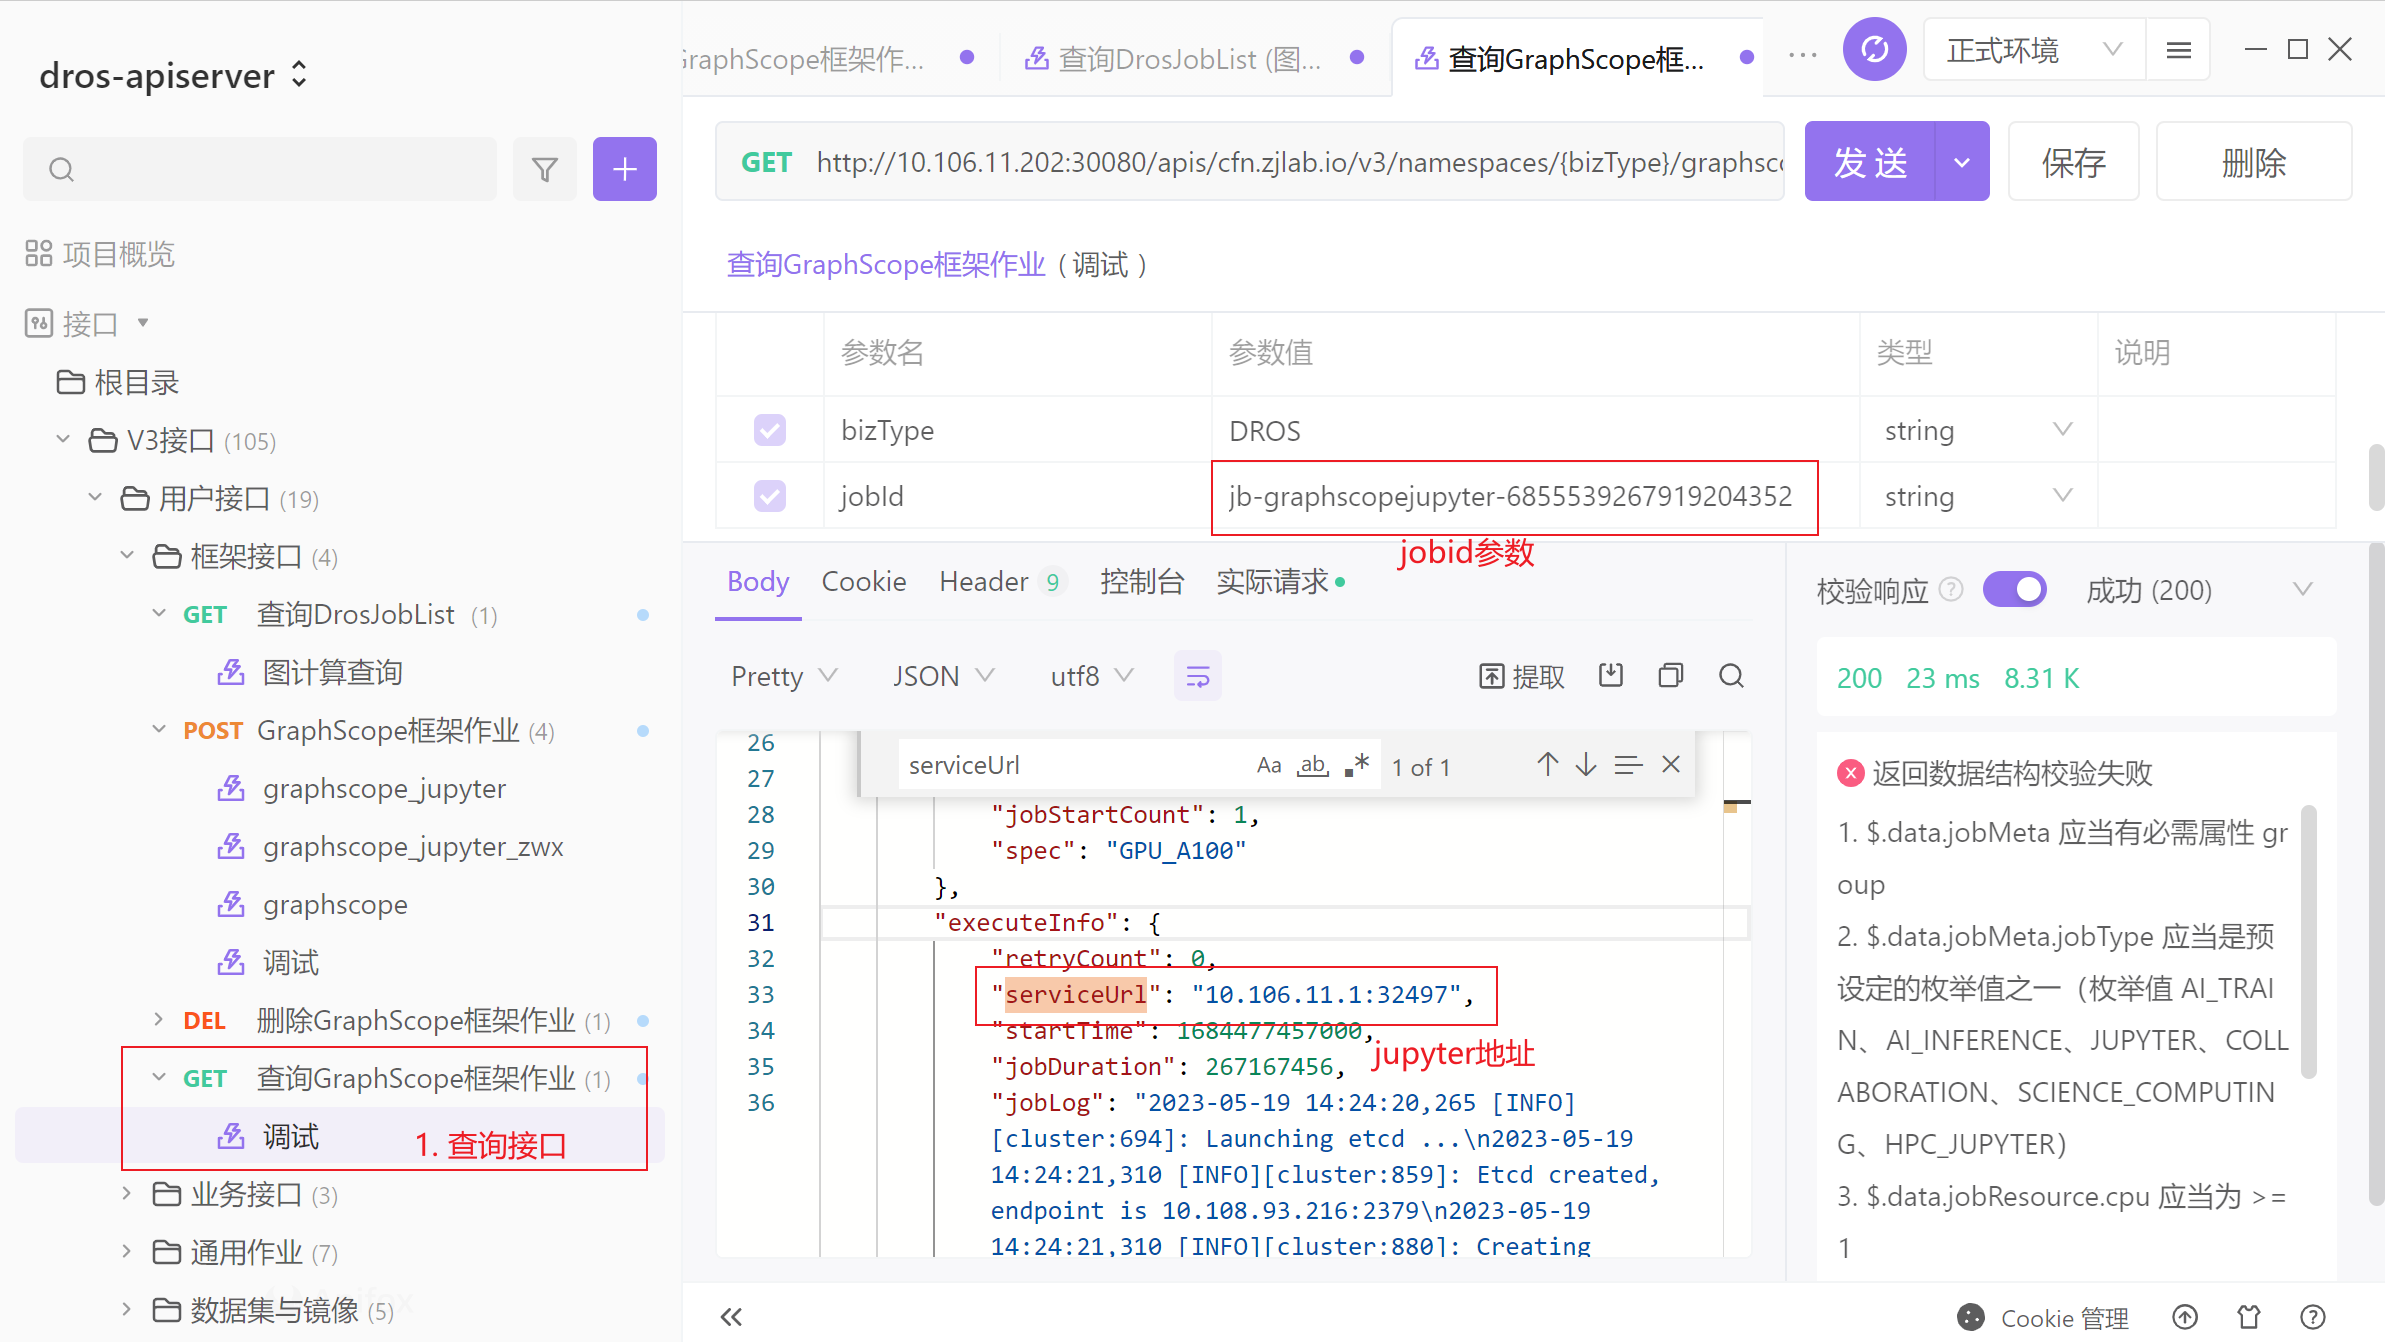 dros-apiserver
项目概览
接口
根目录
V3接口 (105)
用户接口 (19)
框架接口 (4)
GET 查询DrosJobList (1)
图计算查询
POST GraphScope框架作业 (4)
graphscope_jupyter
graphscope_jupyter_zwx
graphscope
调试
DEL 删除GraphScope框架作业 (1)
GET 查询GraphScope框架作业 (1)
调试
1. 查询接口
业务接口 (3)
通用作业 (7)
数据集与镜像 (5)
GraphScope框架作...
查询DrosJobList (图...
查询GraphScope框...
正式环境
GET http://10.106.11.202:30080/apis/cfn.zjlab.io/v3/namespaces/{bizType}/graphsc
发 送
保存
删除
查询GraphScope框架作业 ( 调试 )
参数名 参数值 类型 说明
bizType DROS string
jobId jb-graphscopejupyter-6855539267919204352 string
jobid参数
Body Cookie Header 9 控制台 实际请求
Pretty JSON utf8 提取
serviceUrl Aa ab 1 of 1
26
27
28 "jobStartCount": 1,
29 "spec": "GPU_A100"
30 },
31 "executeInfo": {
32 "retryCount": 0,
33 "serviceUrl": "10.106.11.1:32497",
34 "startTime": 1684477457000,
jupyter地址
35 "jobDuration": 267167456,
36 "jobLog": "2023-05-19 14:24:20,265 [INFO]
[cluster:694]: Launching etcd ...\n2023-05-19
14:24:21,310 [INFO][cluster:859]: Etcd created,
endpoint is 10.108.93.216:2379\n2023-05-19
14:24:21,310 [INFO][cluster:880]: Creating
校验响应 成功 (200)
200 23 ms 8.31 K
返回数据结构校验失败
1. $.data.jobMeta 应当有必需属性 gr
oup
2. $.data.jobMeta.jobType 应当是预
设定的枚举值之一（枚举值 AI_TRAI
N、AI_INFERENCE、JUPYTER、COLL
ABORATION、SCIENCE_COMPUTIN
G、HPC_JUPYTER）
3. $.data.jobResource.cpu 应当为 >=
1
Cookie 管理